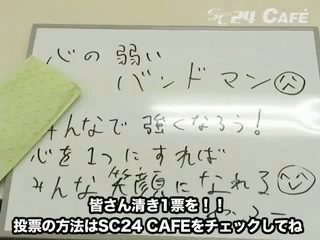 SC24 CAFÉ
心の弱い
バンドマン
みんなで強くなろう！
心を1つにすれば
みんな笑顔になれる
皆さん清き1票を！！
投票の方法はSC24 CAFEをチェックしてね